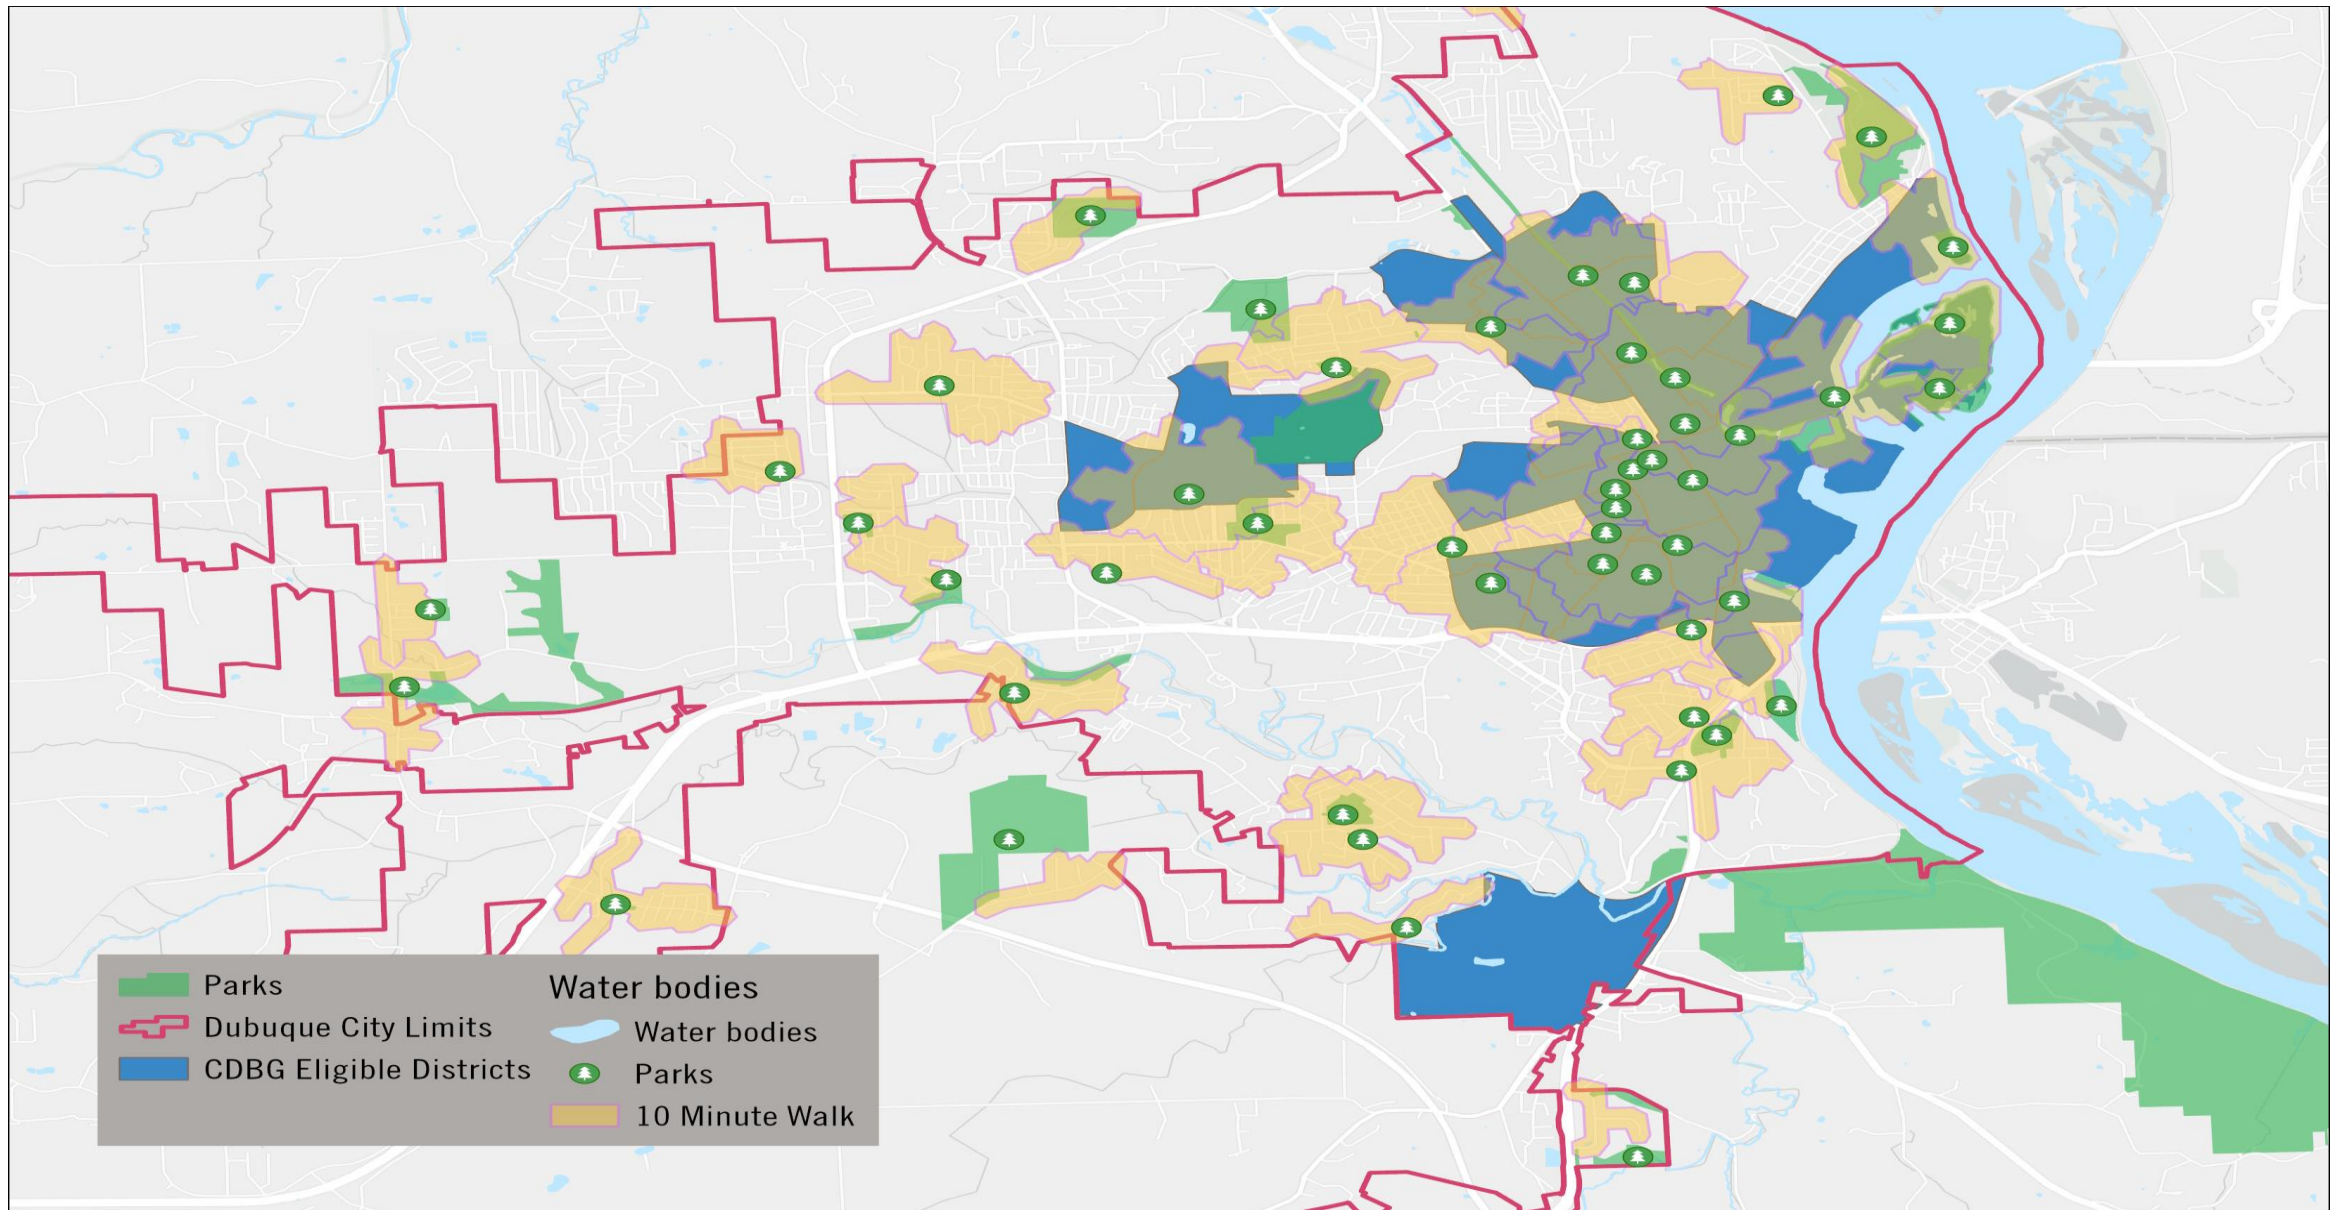 Parks
Dubuque City Limits
CDBG Eligible Districts
Water bodies
Water bodies
Parks
10 Minute Walk